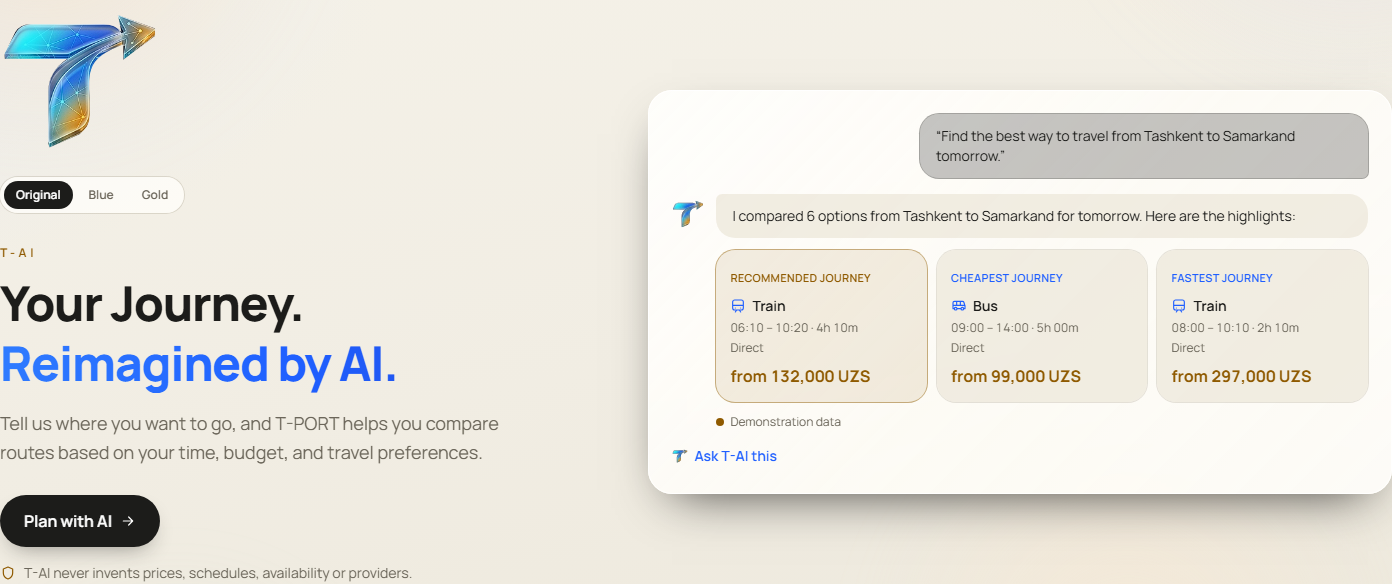 Original Blue Gold
T-AI
Your Journey.
Reimagined by AI.
Tell us where you want to go, and T-PORT helps you compare
routes based on your time, budget, and travel preferences.
Plan with AI →
T-AI never invents prices, schedules, availability or providers.
“Find the best way to travel from Tashkent to Samarkand
tomorrow.”
I compared 6 options from Tashkent to Samarkand for tomorrow. Here are the highlights:
RECOMMENDED JOURNEY
Train
06:10 – 10:20 · 4h 10m
Direct
from 132,000 UZS
CHEAPEST JOURNEY
Bus
09:00 – 14:00 · 5h 00m
Direct
from 99,000 UZS
FASTEST JOURNEY
Train
08:00 – 10:10 · 2h 10m
Direct
from 297,000 UZS
Demonstration data
Ask T-AI this